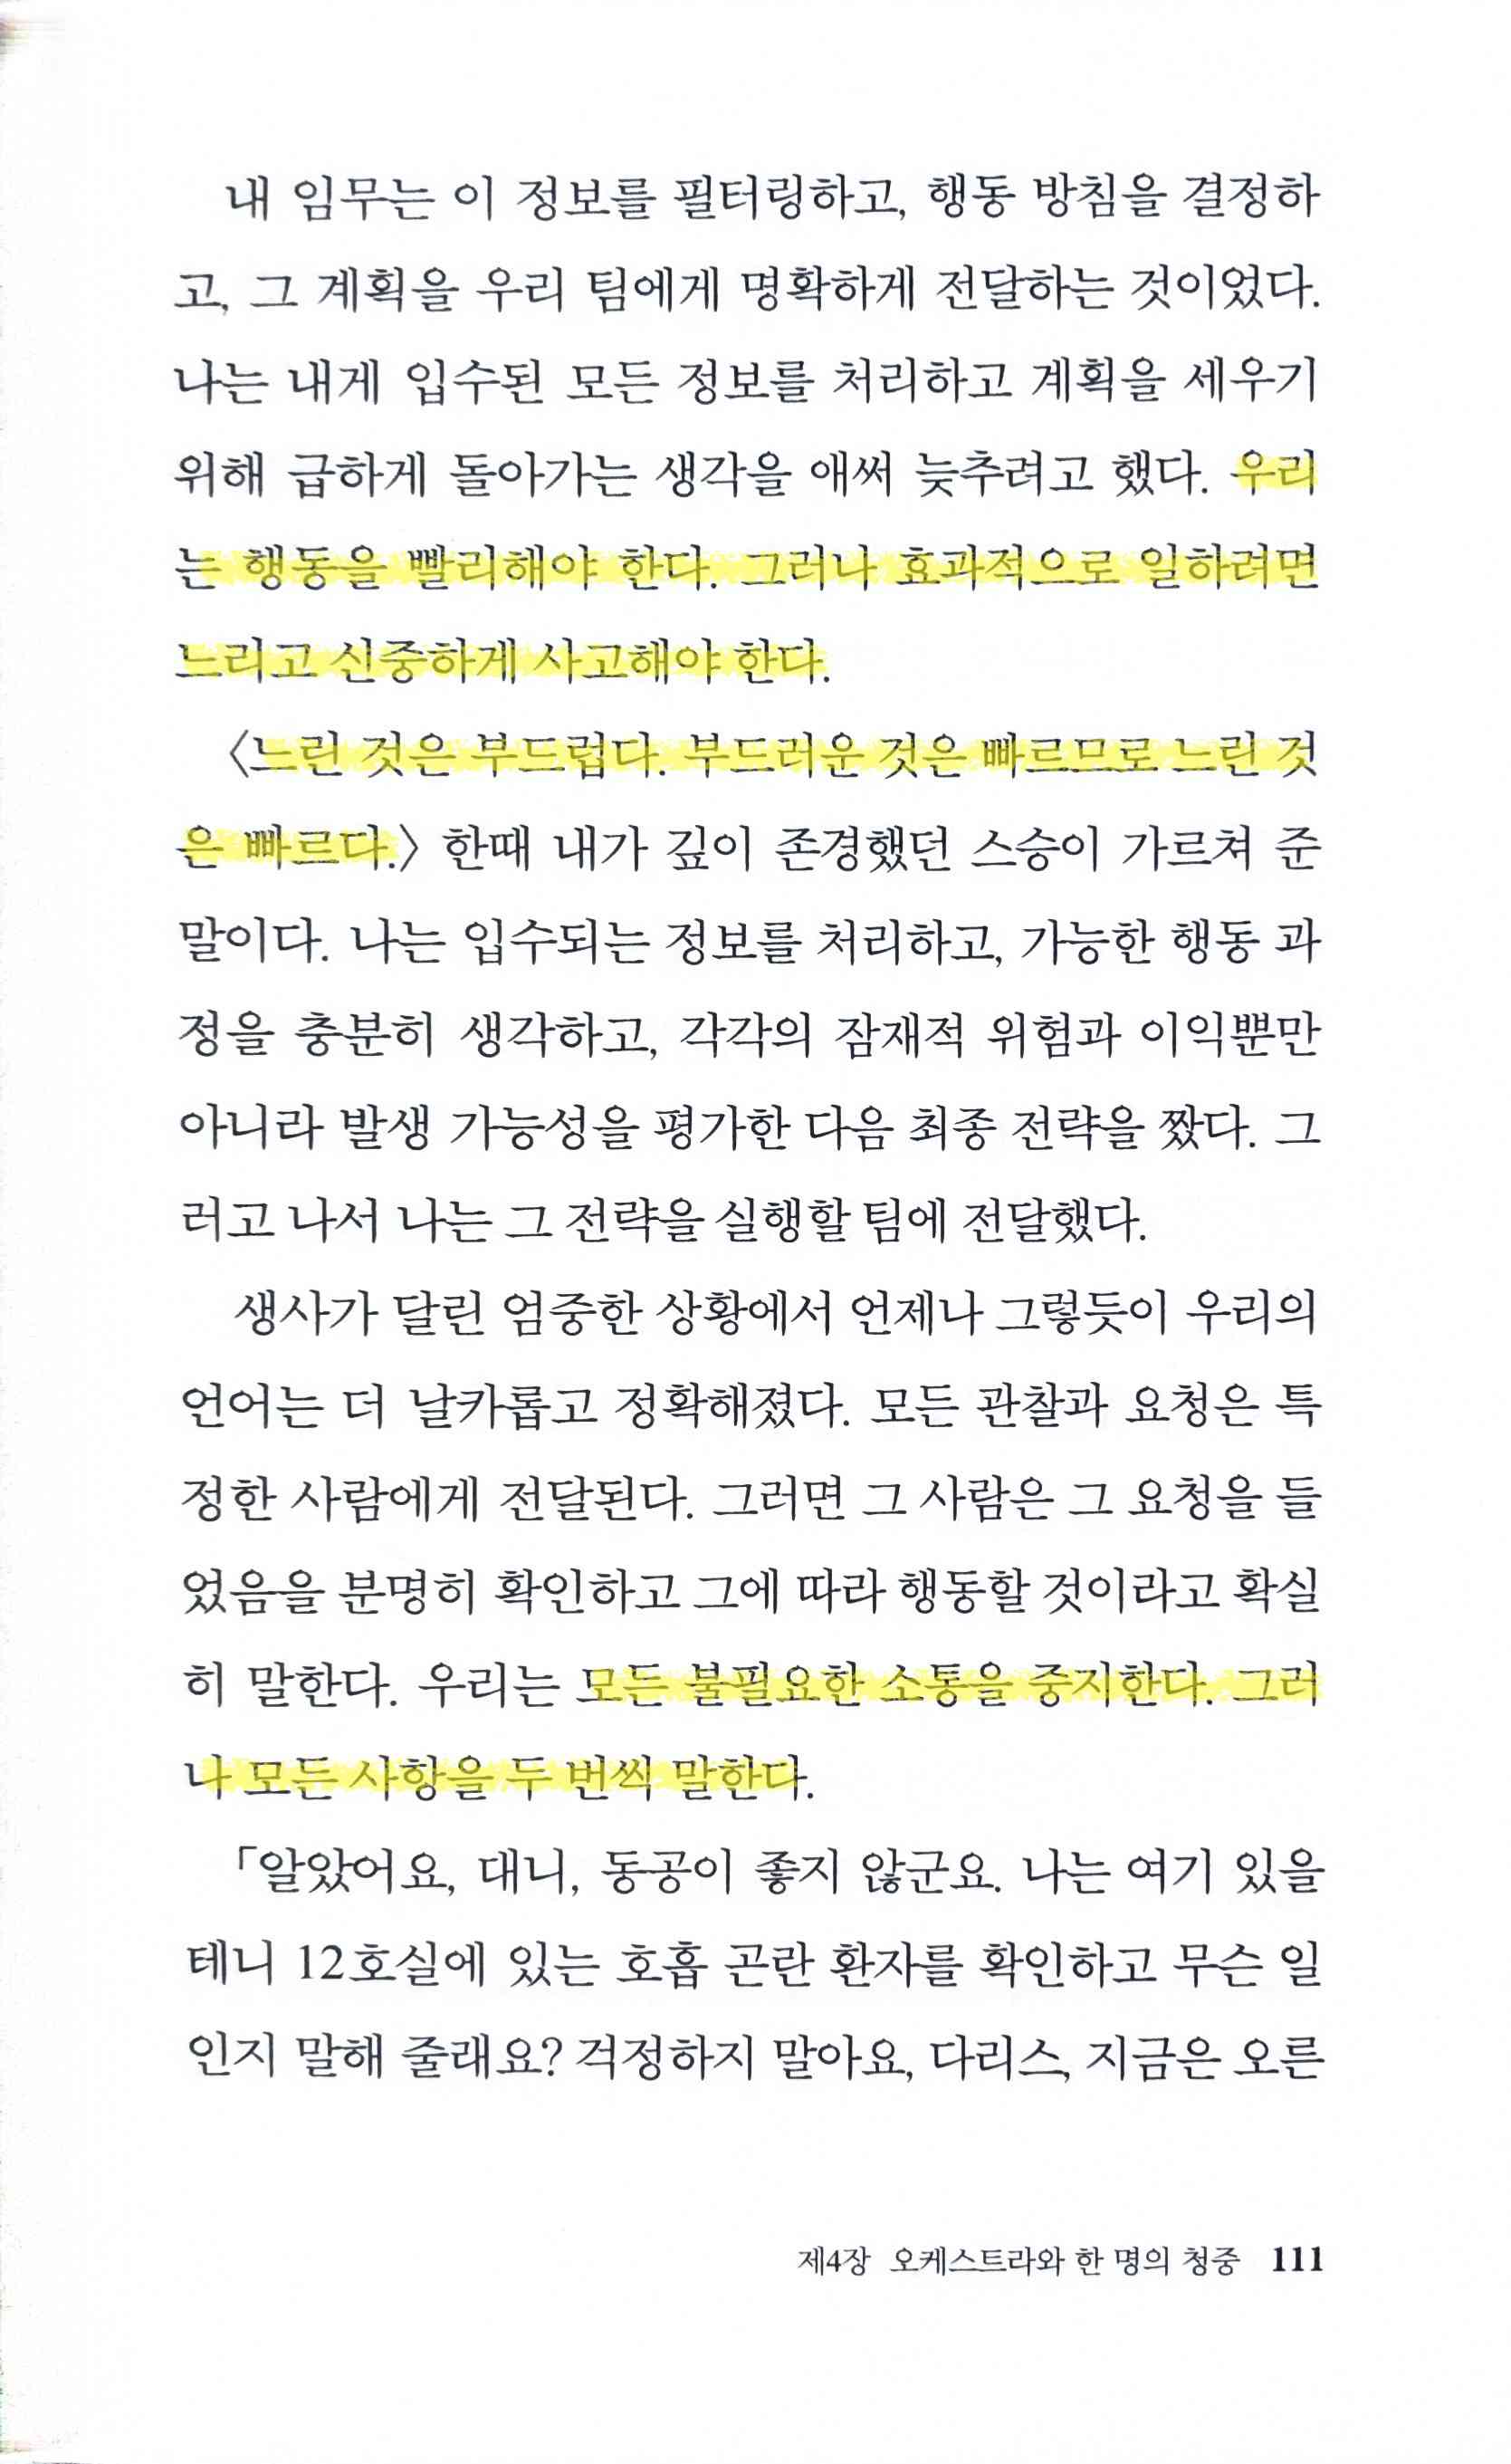 내 임무는 이 정보를 필터링하고, 행동 방침을 결정하
고, 그 계획을 우리 팀에게 명확하게 전달하는 것이었다.
나는 내게 입수된 모든 정보를 처리하고 계획을 세우기
위해 급하게 돌아가는 생각을 애써 늦추려고 했다. 우리
는 행동을 빨리해야 한다. 그러나 효과적으로 일하려면
느리고 신중하게 사고해야 한다.
〈느린 것은 부드럽다. 부드러운 것은 빠르므로 느린 것
은 빠르다.〉 한때 내가 깊이 존경했던 스승이 가르쳐 준
말이다. 나는 입수되는 정보를 처리하고, 가능한 행동 과
정을 충분히 생각하고, 각각의 잠재적 위험과 이익뿐만
아니라 발생 가능성을 평가한 다음 최종 전략을 짰다. 그
러고 나서 나는 그 전략을 실행할 팀에 전달했다.
생사가 달린 엄중한 상황에서 언제나 그렇듯이 우리의
언어는 더 날카롭고 정확해졌다. 모든 관찰과 요청은 특
정한 사람에게 전달된다. 그러면 그 사람은 그 요청을 들
었음을 분명히 확인하고 그에 따라 행동할 것이라고 확실
히 말한다. 우리는 모든 불필요한 소통을 중지한다. 그러
나 모든 사항을 두 번씩 말한다.
「알았어요, 대니, 동공이 좋지 않군요. 나는 여기 있을
테니 12호실에 있는 호흡 곤란 환자를 확인하고 무슨 일
인지 말해 줄래요? 걱정하지 말아요, 다리스, 지금은 오른
제4장 오케스트라와 한 명의 청중 111